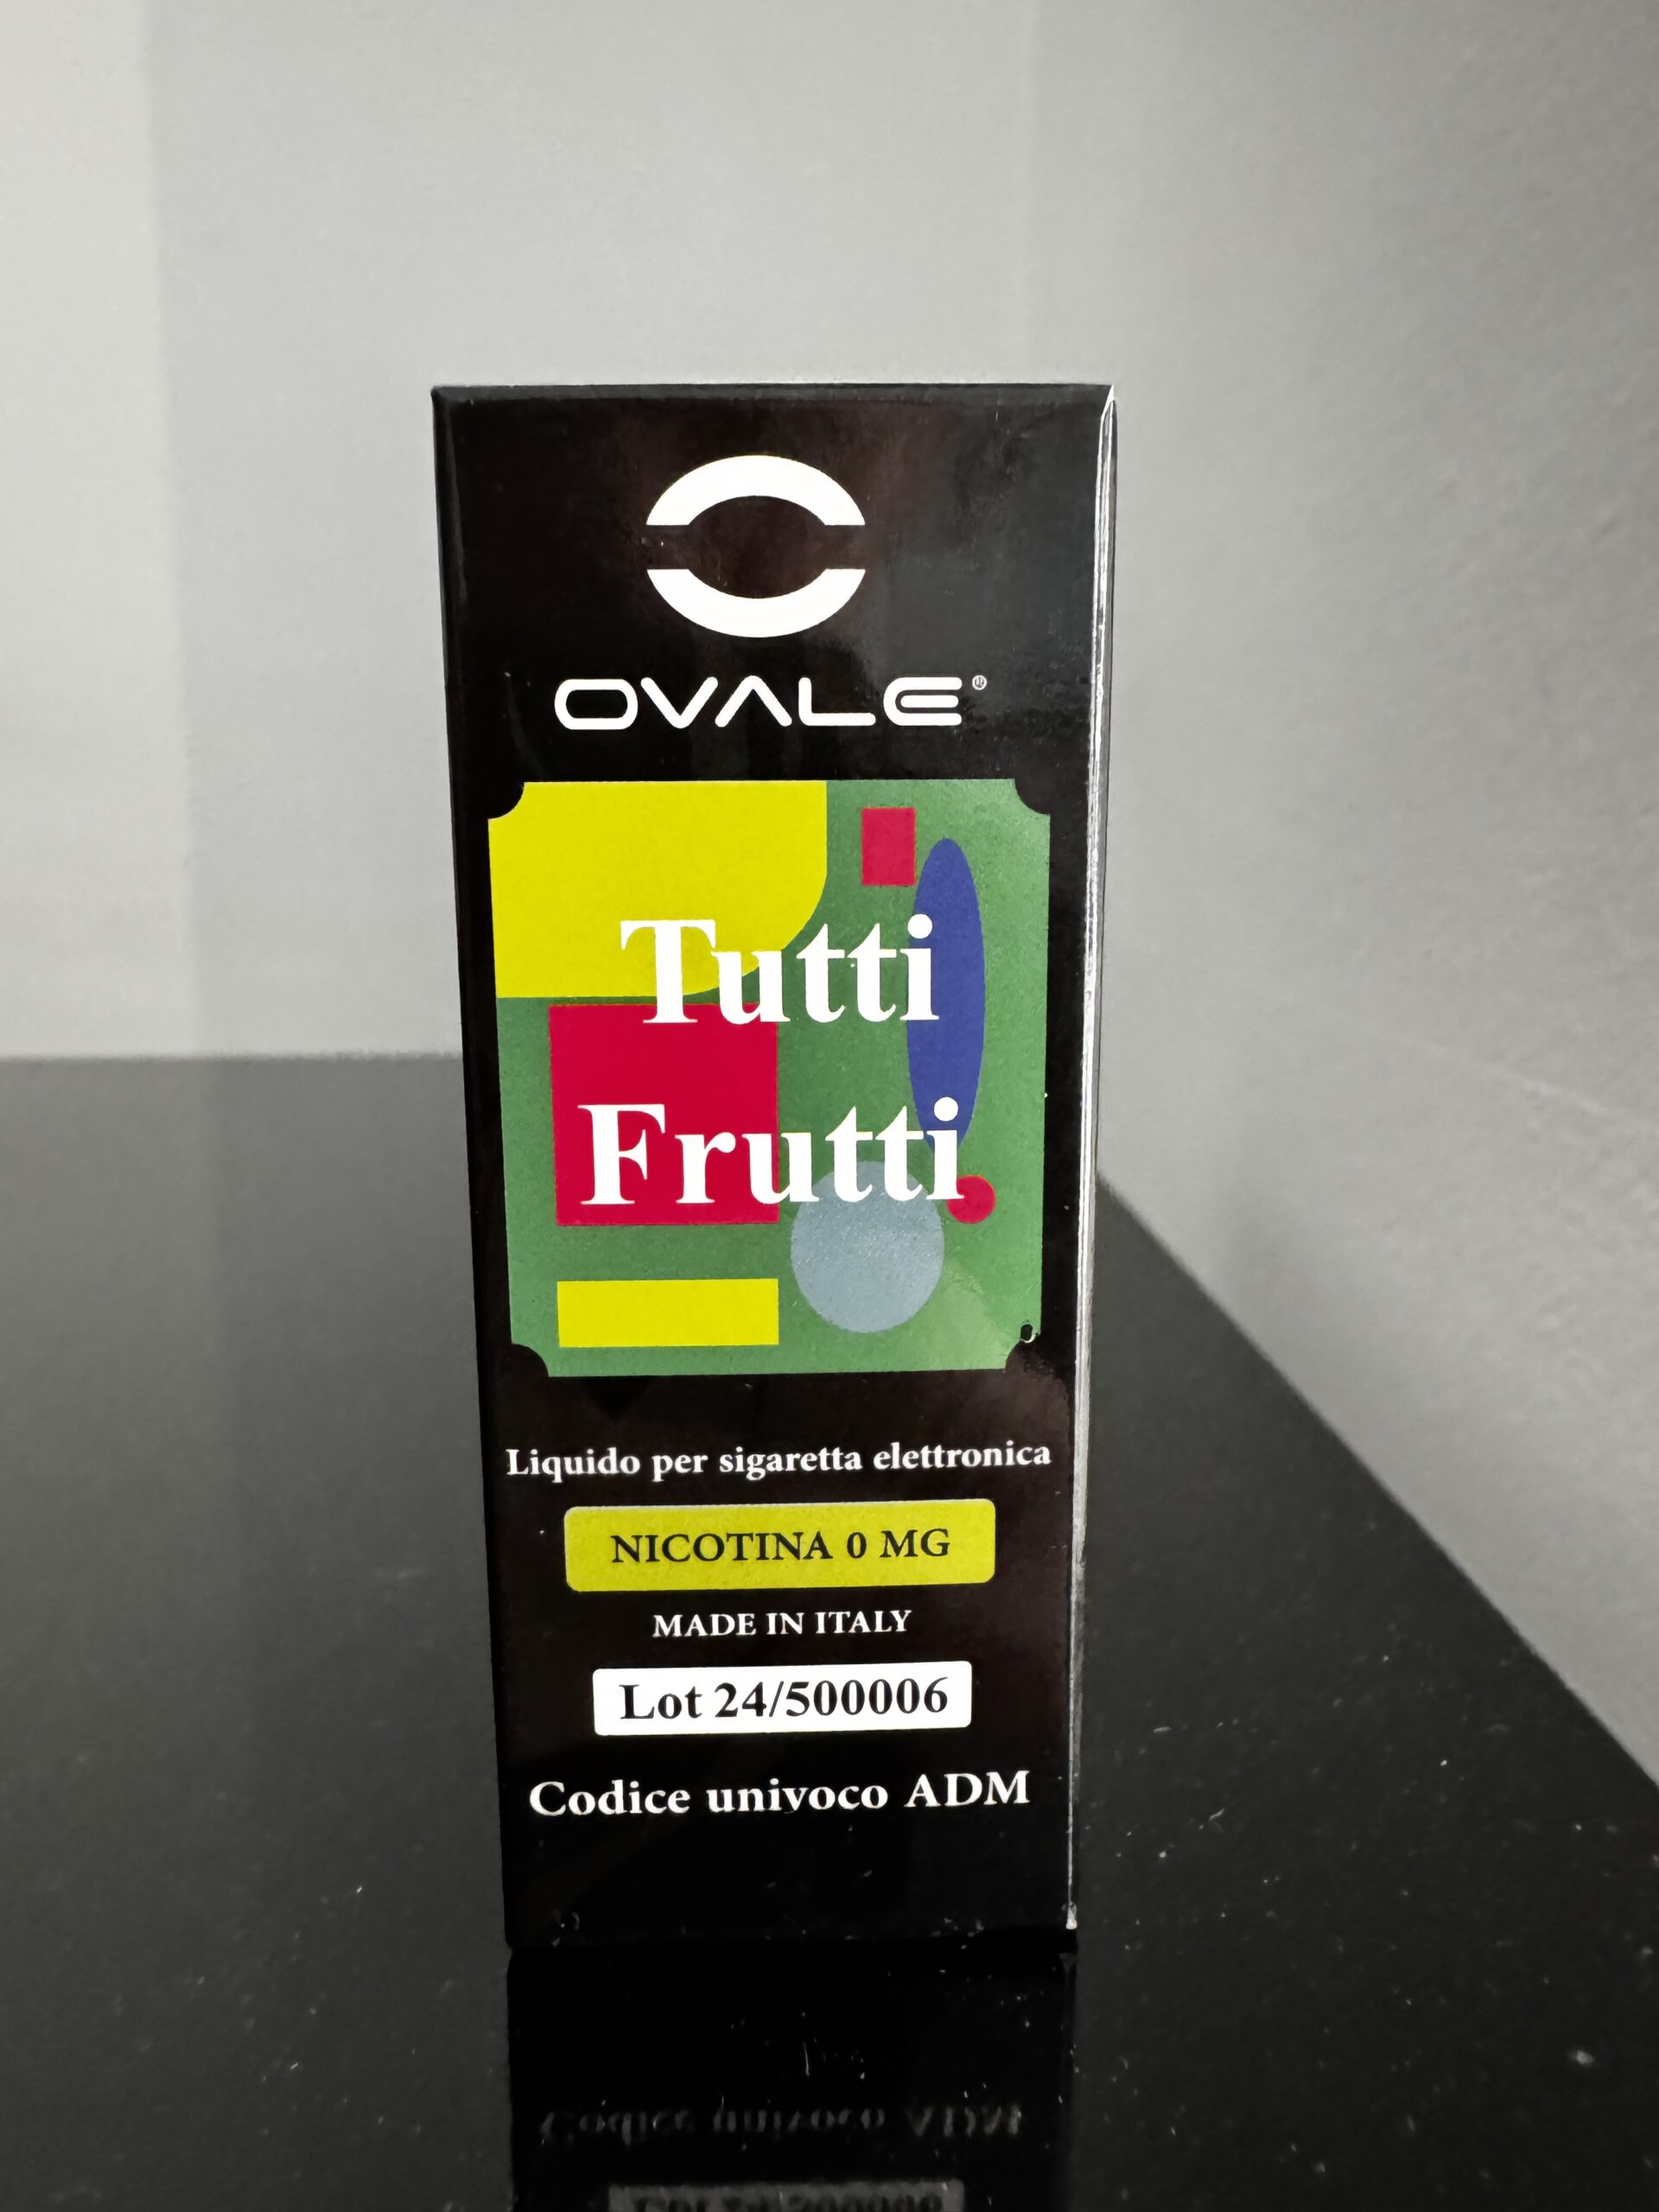 OVALE®
Tutti
Frutti
Liquido per sigaretta elettronica
NICOTINA 0 MG
MADE IN ITALY
Lot 24/500006
Codice univoco ADM